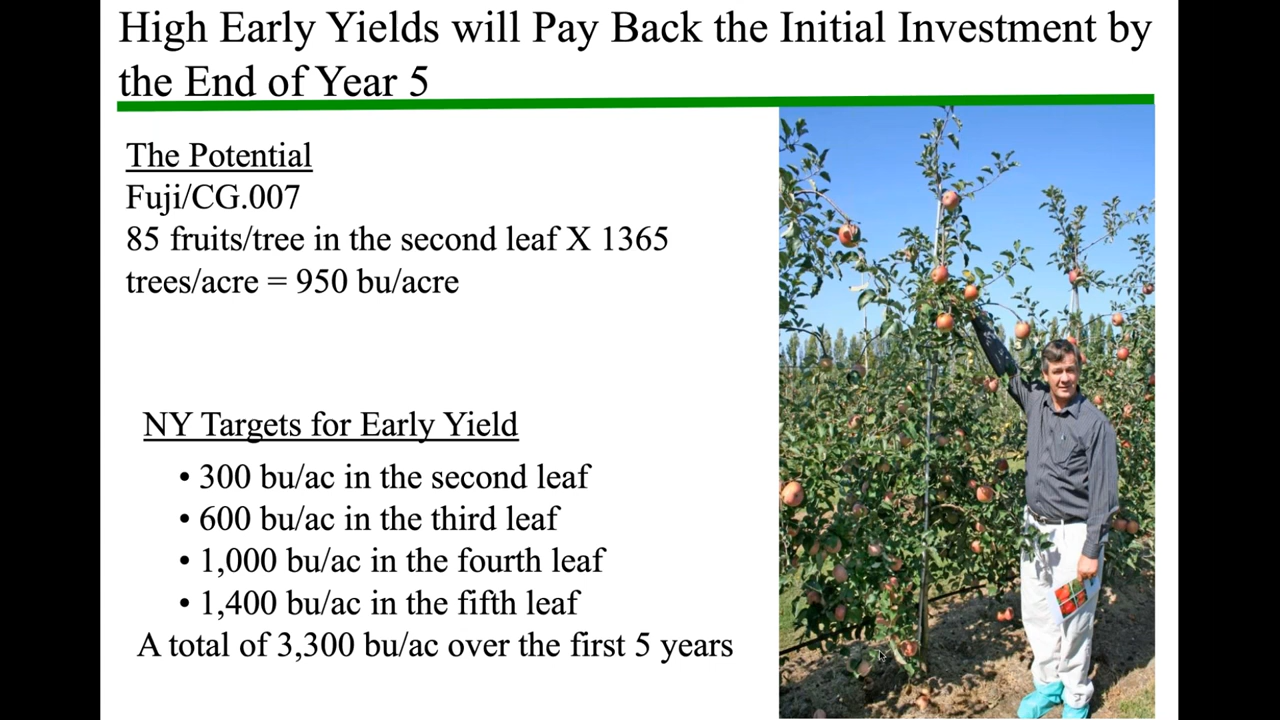 High Early Yields will Pay Back the Initial Investment by
the End of Year 5
The Potential
Fuji/CG.007
85 fruits/tree in the second leaf X 1365
trees/acre = 950 bu/acre
NY Targets for Early Yield
• 300 bu/ac in the second leaf
• 600 bu/ac in the third leaf
• 1,000 bu/ac in the fourth leaf
• 1,400 bu/ac in the fifth leaf
A total of 3,300 bu/ac over the first 5 years